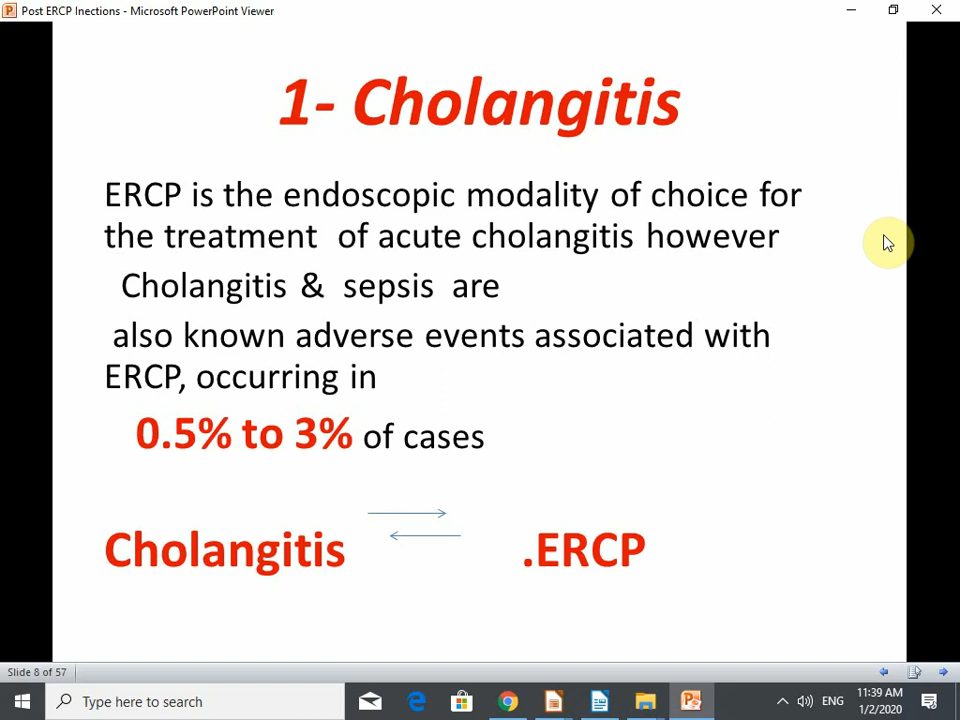 Post ERCP Inections - Microsoft PowerPoint Viewer
1- Cholangitis
ERCP is the endoscopic modality of choice for
the treatment of acute cholangitis however
Cholangitis & sepsis are
also known adverse events associated with
ERCP, occurring in
0.5% to 3% of cases
Cholangitis .ERCP
Slide 8 of 57
Type here to search
ENG
11:39 AM
1/2/2020